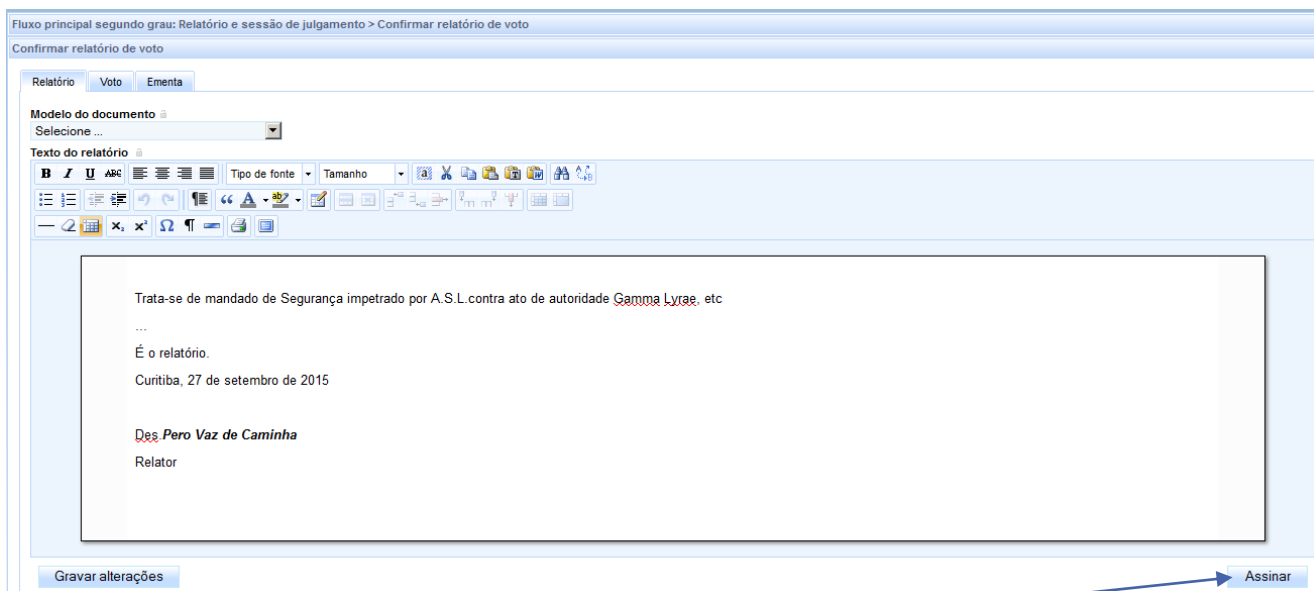 Fluxo principal segundo grau: Relatório e sessão de julgamento > Confirmar relatório de voto
Confirmar relatório de voto
Relatório Voto Ementa
Modelo do documento
Selecione ...
Texto do relatório
B I U ABC Tipo de fonte Tamanho
Trata-se de mandado de Segurança impetrado por A.S.L.contra ato de autoridade Gamma Lyrae, etc
...
É o relatório.
Curitiba, 27 de setembro de 2015
Des.Pero Vaz de Caminha
Relator
Gravar alterações Assinar